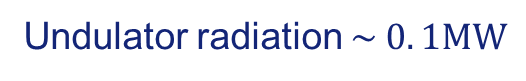 Undulator radiation ~ 0.1MW